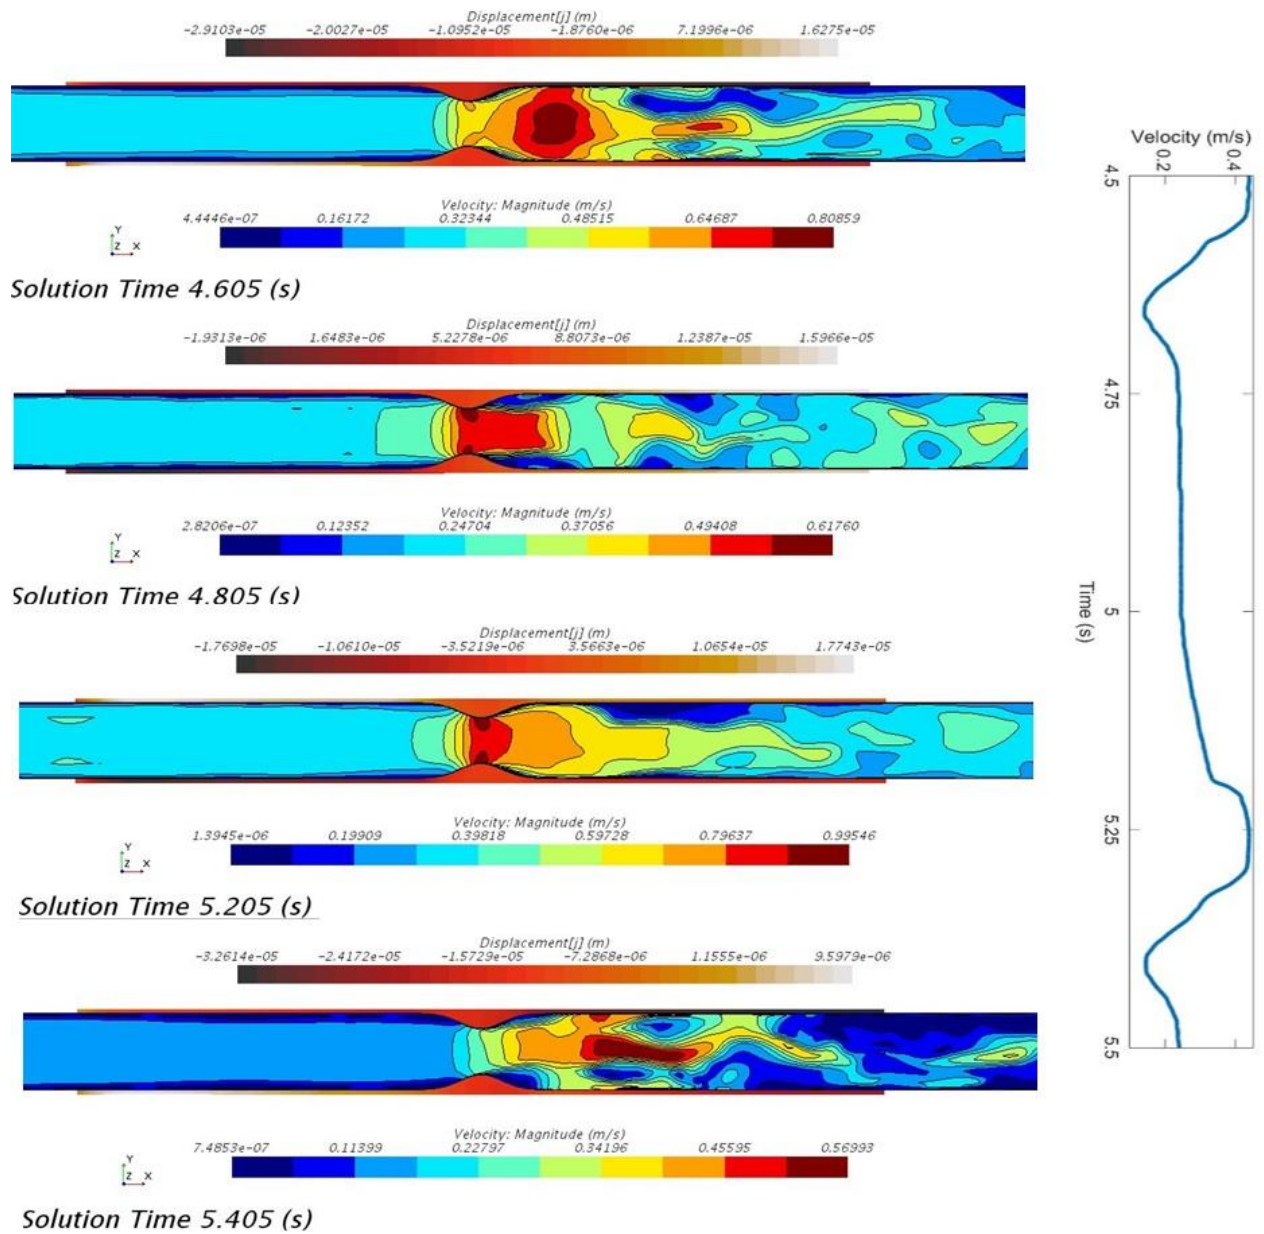 Displacement[j] (m)
-2.9103e-05 -2.0027e-05 -1.0952e-05 -1.8760e-06 7.1996e-06 1.6275e-05
Velocity: Magnitude (m/s)
4.4446e-07 0.16172 0.32344 0.48515 0.64687 0.80859
Y
Z X
Solution Time 4.605 (s)
Displacement[j] (m)
-1.9313e-06 1.6483e-06 5.2278e-06 8.8073e-06 1.2387e-05 1.5966e-05
Velocity: Magnitude (m/s)
2.8206e-07 0.12352 0.24704 0.37056 0.49408 0.61760
Y
Z X
Solution Time 4.805 (s)
Displacement[j] (m)
-1.7698e-05 -1.0610e-05 -3.5219e-06 3.5663e-06 1.0654e-05 1.7743e-05
Velocity: Magnitude (m/s)
1.3945e-06 0.19909 0.39818 0.59728 0.79637 0.99546
Y
Z X
Solution Time 5.205 (s)
Displacement[j] (m)
-3.2614e-05 -2.4172e-05 -1.5729e-05 -7.2868e-06 1.1555e-06 9.5979e-06
Velocity: Magnitude (m/s)
7.4853e-07 0.11399 0.22797 0.34196 0.45595 0.56993
Y
Z X
Solution Time 5.405 (s)
Velocity (m/s)
0.2 0.4
4.5
4.75
5
5.25
5.5
Time (s)